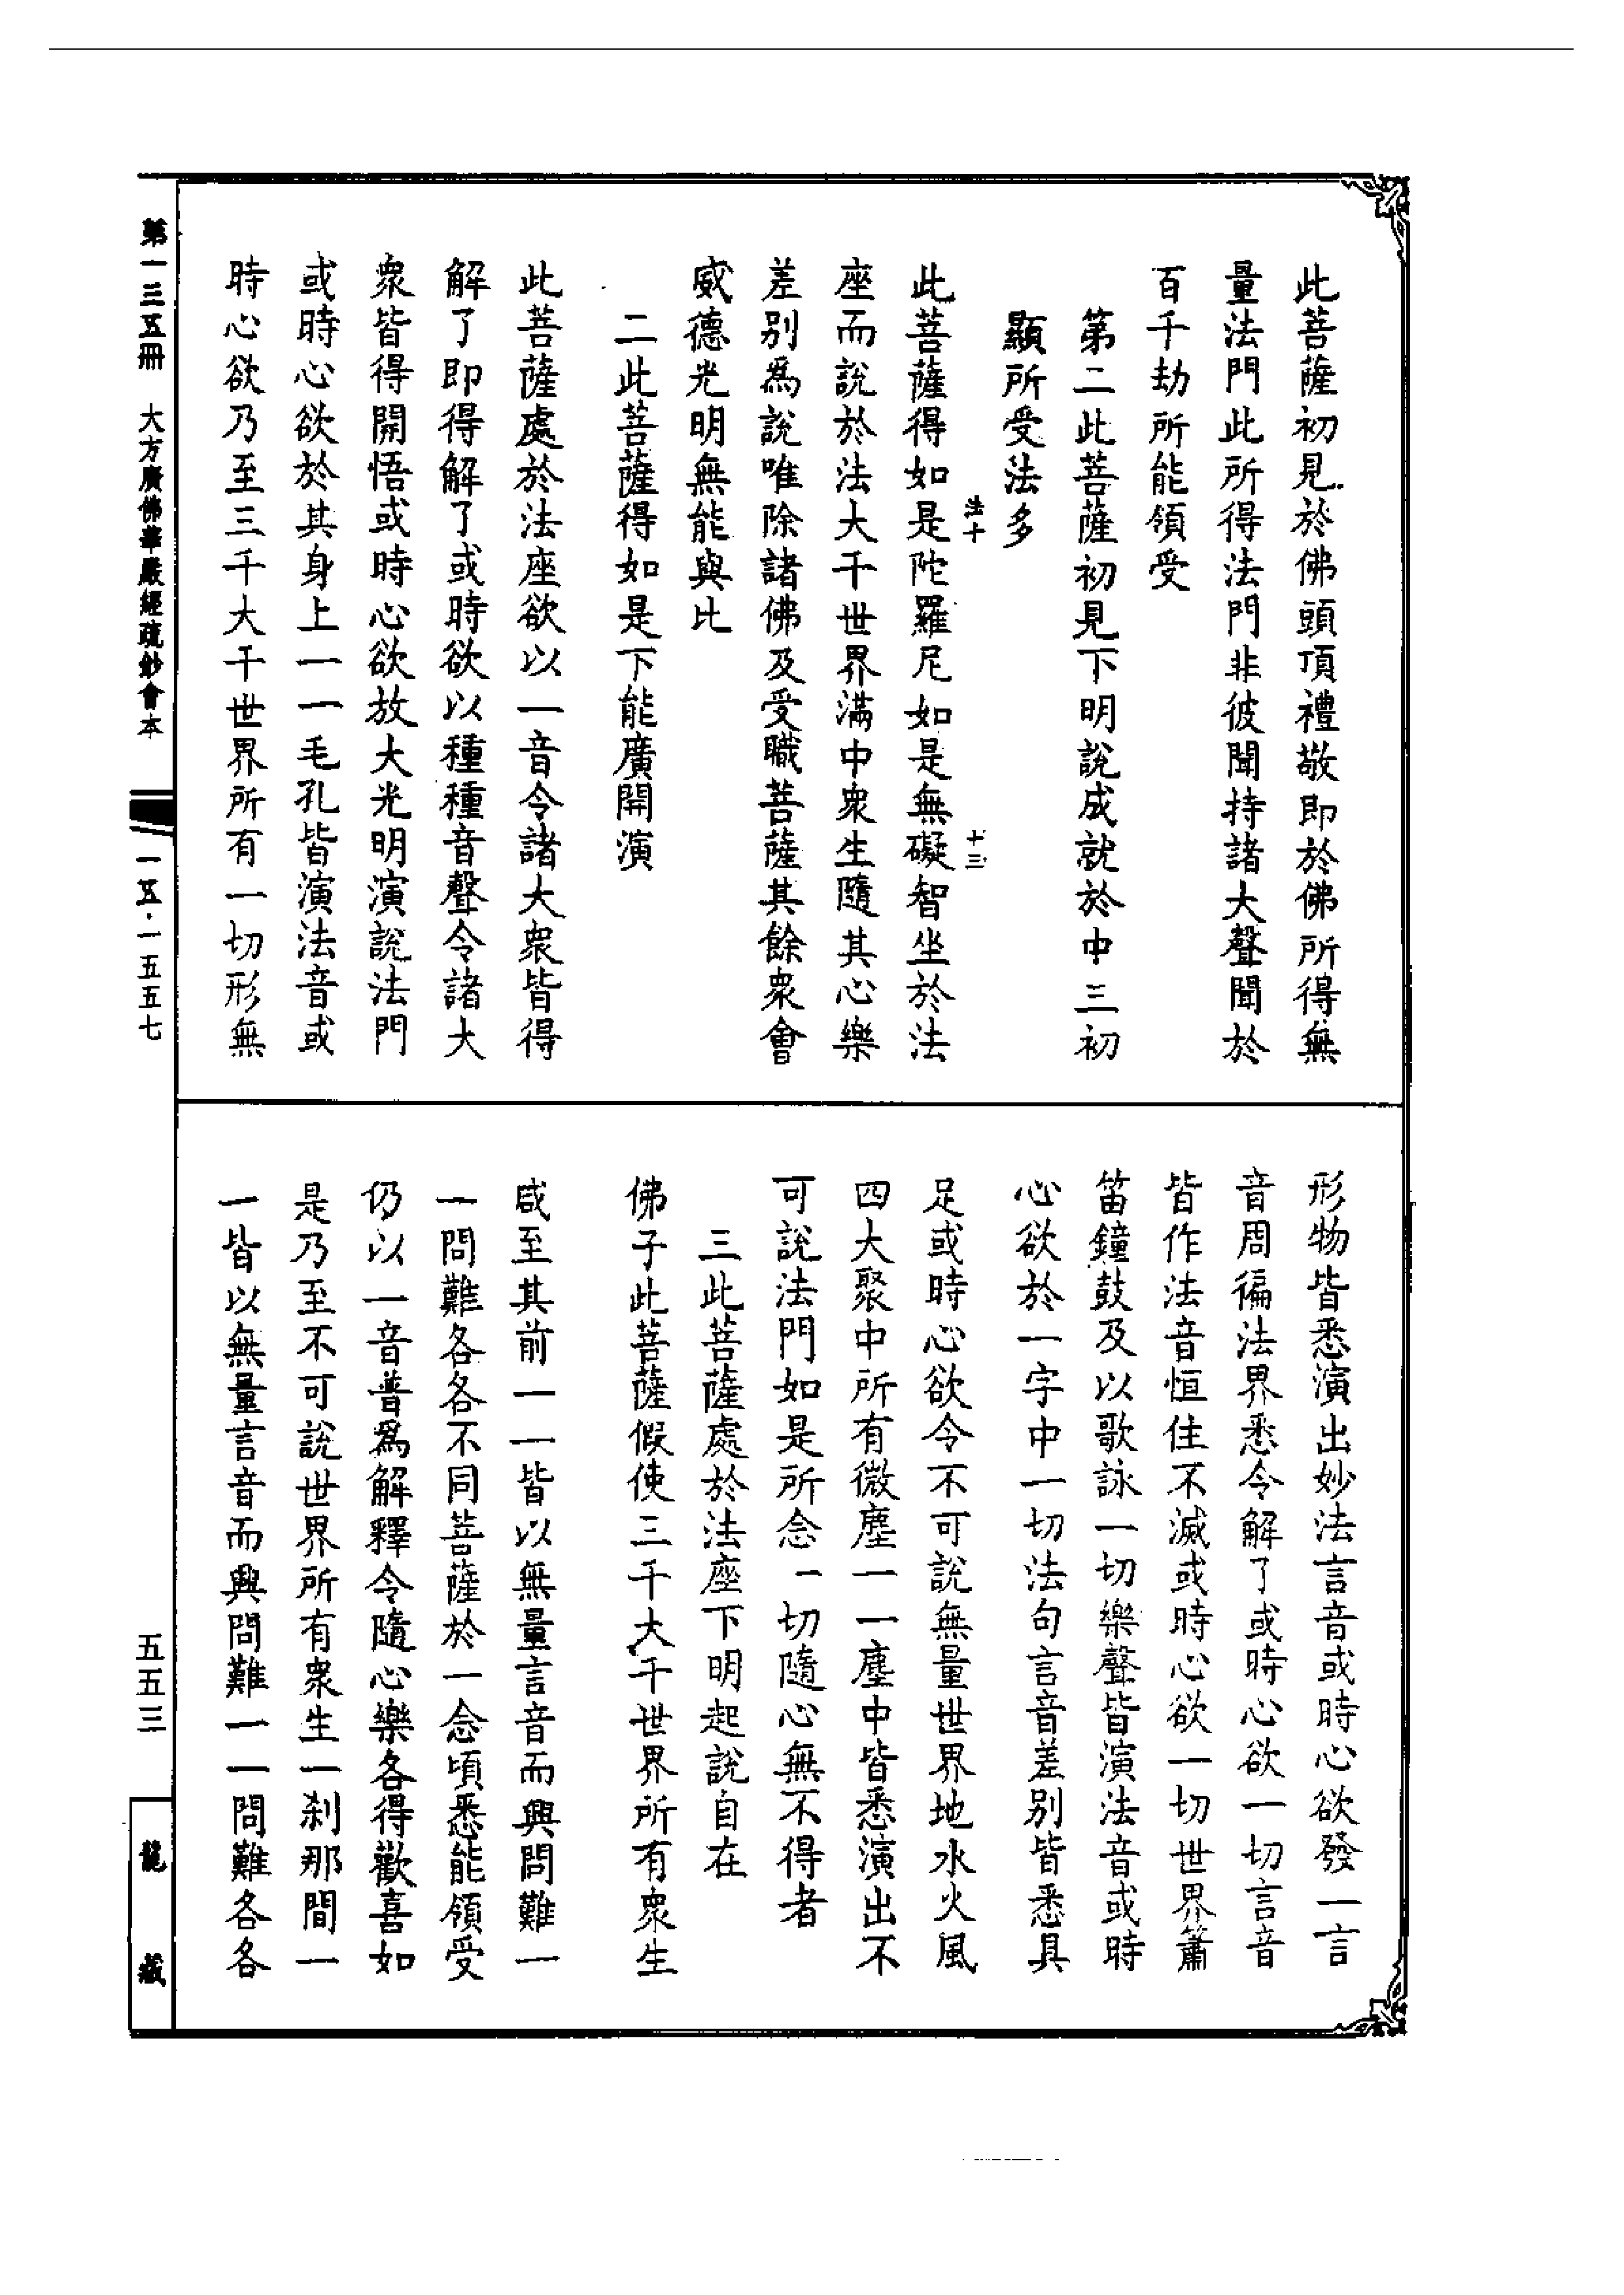 此菩薩初見於佛頭頂禮敬即於佛所得無
量法門此所得法門非彼聞持諸大聲聞於
百千劫所能領受
第二此菩薩初見下明說成就於中三初
顯所受法多
法十
十三
此菩薩得如是陀羅尼如是無礙智坐於法
座而說於法大千世界滿中衆生隨其心樂
差別爲說唯除諸佛及受職菩薩其餘衆會
威德光明無能與比
二此菩薩得如是下能廣開演
此菩薩處於法座欲以一音令諸大衆皆得
解了即得解了或時欲以種種音聲令諸大
衆皆得開悟或時心欲放大光明演說法門
或時心欲於其身上一一毛孔皆演法音或
時心欲乃至三千大千世界所有一切形無
形物皆悉演出妙法言音或時心欲發一言
音周徧法界悉令解了或時心欲一切言音
皆作法音恒住不滅或時心欲一切世界簫
笛鐘鼓及以歌詠一切樂聲皆演法音或時
心欲於一字中一切法句言音差別皆悉具
足或時心欲令不可說無量世界地水火風
四大聚中所有微塵一一塵中皆悉演出不
可說法門如是所念一切隨心無不得者
三此菩薩處於法座下明起說自在
佛子此菩薩假使三千大千世界所有衆生
咸至其前一一皆以無量言音而興問難一
一問難各各不同菩薩於一念頃悉能領受
仍以一音普爲解釋令隨心樂各得歡喜如
是乃至不可說世界所有衆生一刹那間一
一皆以無量言音而興問難一一問難各各
第一三五冊　大方廣佛華嚴經疏鈔會本
一五·一五五七
五五三
龍藏